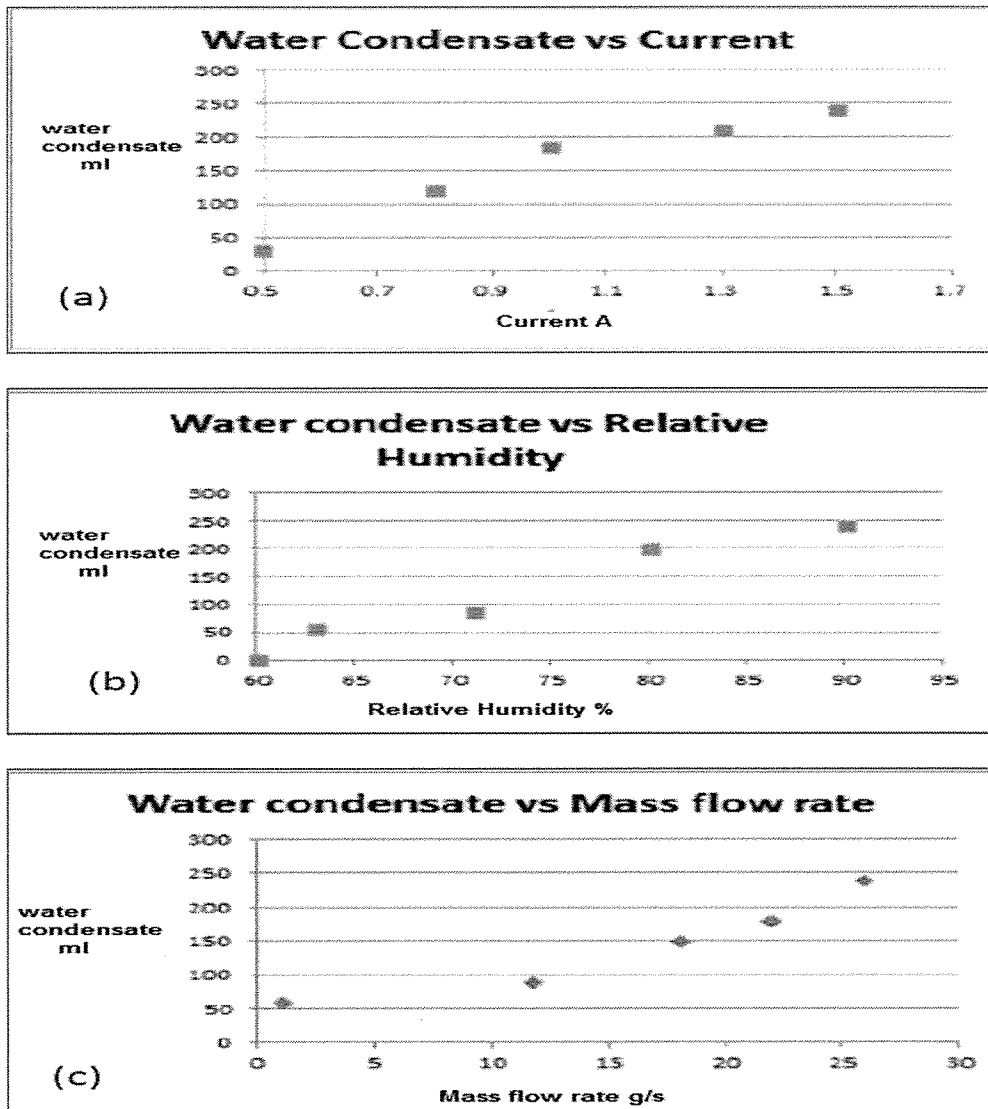 Water Condensate vs Current
300
250
200
150
100
50
0
water
condensate
ml
0.5 0.7 0.9 1.1 1.3 1.5 1.7
Current A
(a)
Water condensate vs Relative
Humidity
300
250
200
150
100
50
0
water
condensate
ml
60 65 70 75 80 85 90 95
Relative Humidity %
(b)
Water condensate vs Mass flow rate
300
250
200
150
100
50
0
water
condensate
ml
0 5 10 15 20 25 30
Mass flow rate g/s
(c)